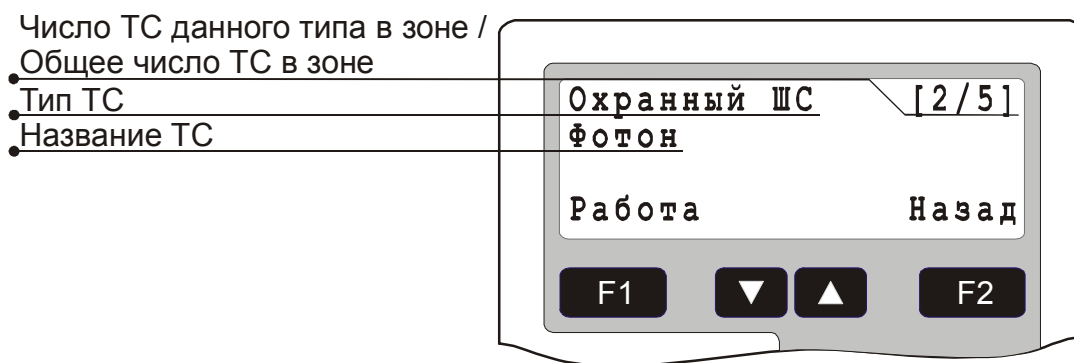 Число ТС данного типа в зоне /
Общее число ТС в зоне
Тип ТС
Название ТС
Охранный ШС [2/5]
Фотон
Работа Назад
F1 ▼ ▲ F2